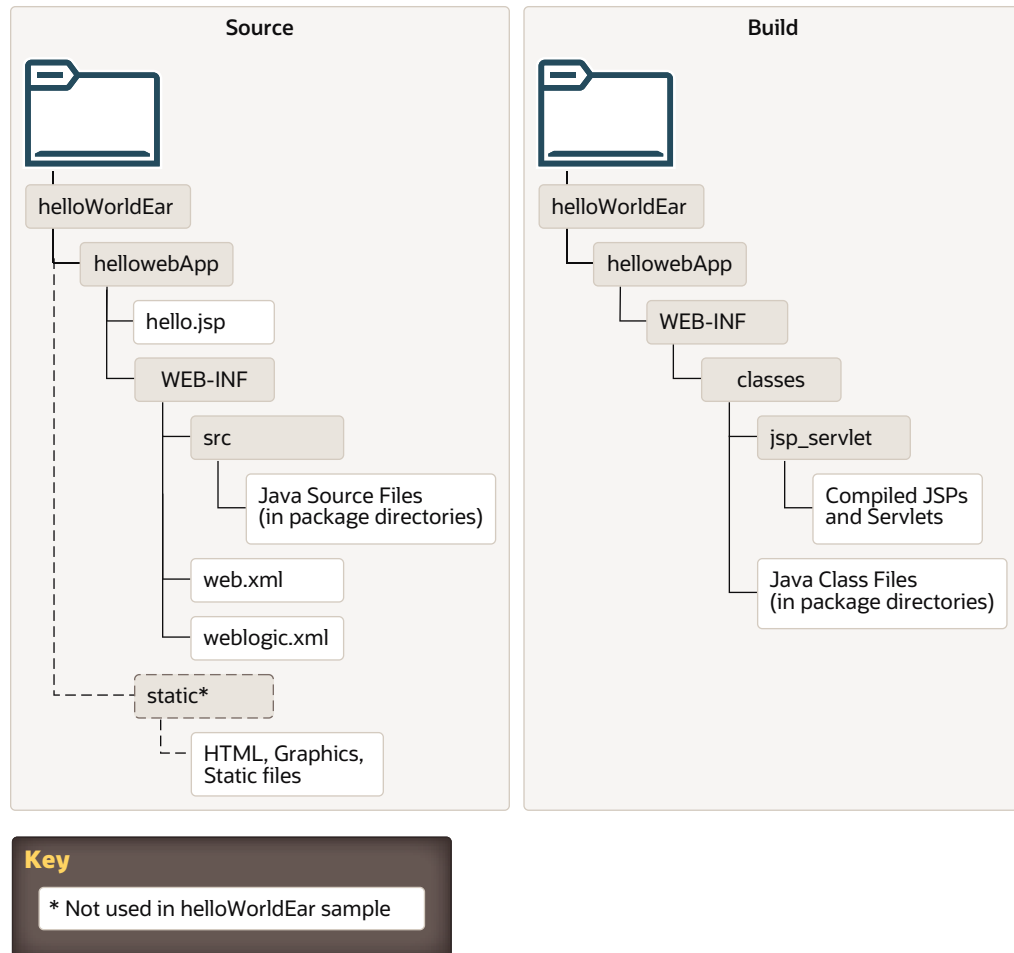 Source
helloWorldEar
hellowebApp
hello.jsp
WEB-INF
src
Java Source Files
(in package directories)
web.xml
weblogic.xml
static*
HTML, Graphics,
Static files
Build
helloWorldEar
hellowebApp
WEB-INF
classes
jsp_servlet
Compiled JSPs
and Servlets
Java Class Files
(in package directories)
Key
* Not used in helloWorldEar sample